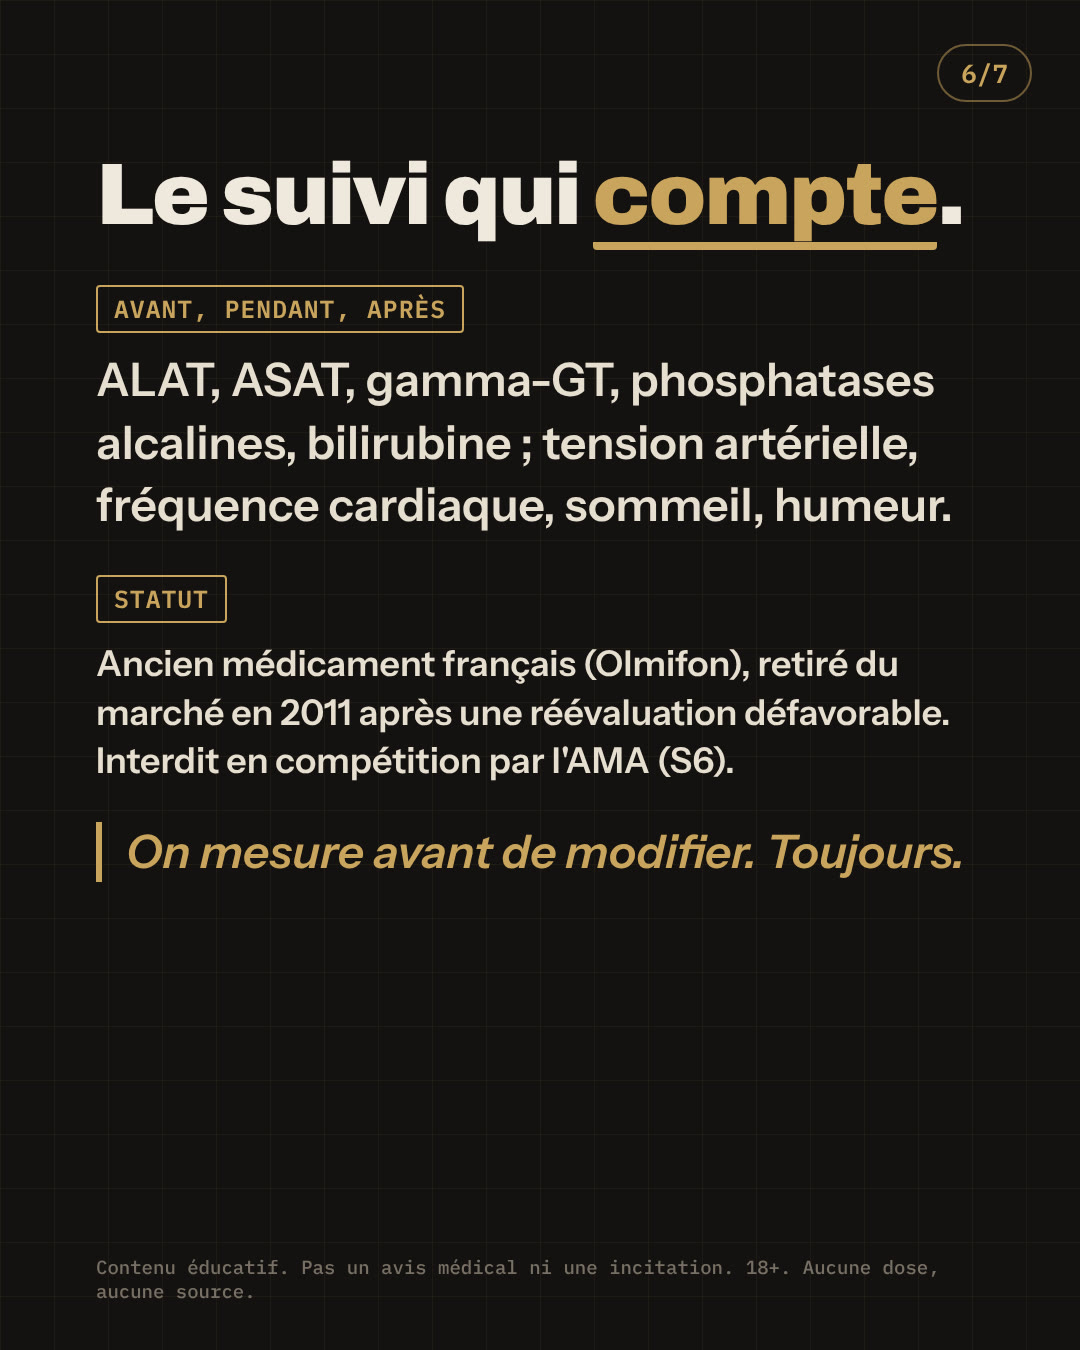 6/7
Le suivi qui compte.
AVANT, PENDANT, APRÈS
ALAT, ASAT, gamma-GT, phosphatases
alcalines, bilirubine ; tension artérielle,
fréquence cardiaque, sommeil, humeur.
STATUT
Ancien médicament français (Olmifon), retiré du
marché en 2011 après une réévaluation défavorable.
Interdit en compétition par l'AMA (S6).
On mesure avant de modifier. Toujours.
Contenu éducatif. Pas un avis médical ni une incitation. 18+. Aucune dose,
aucune source.